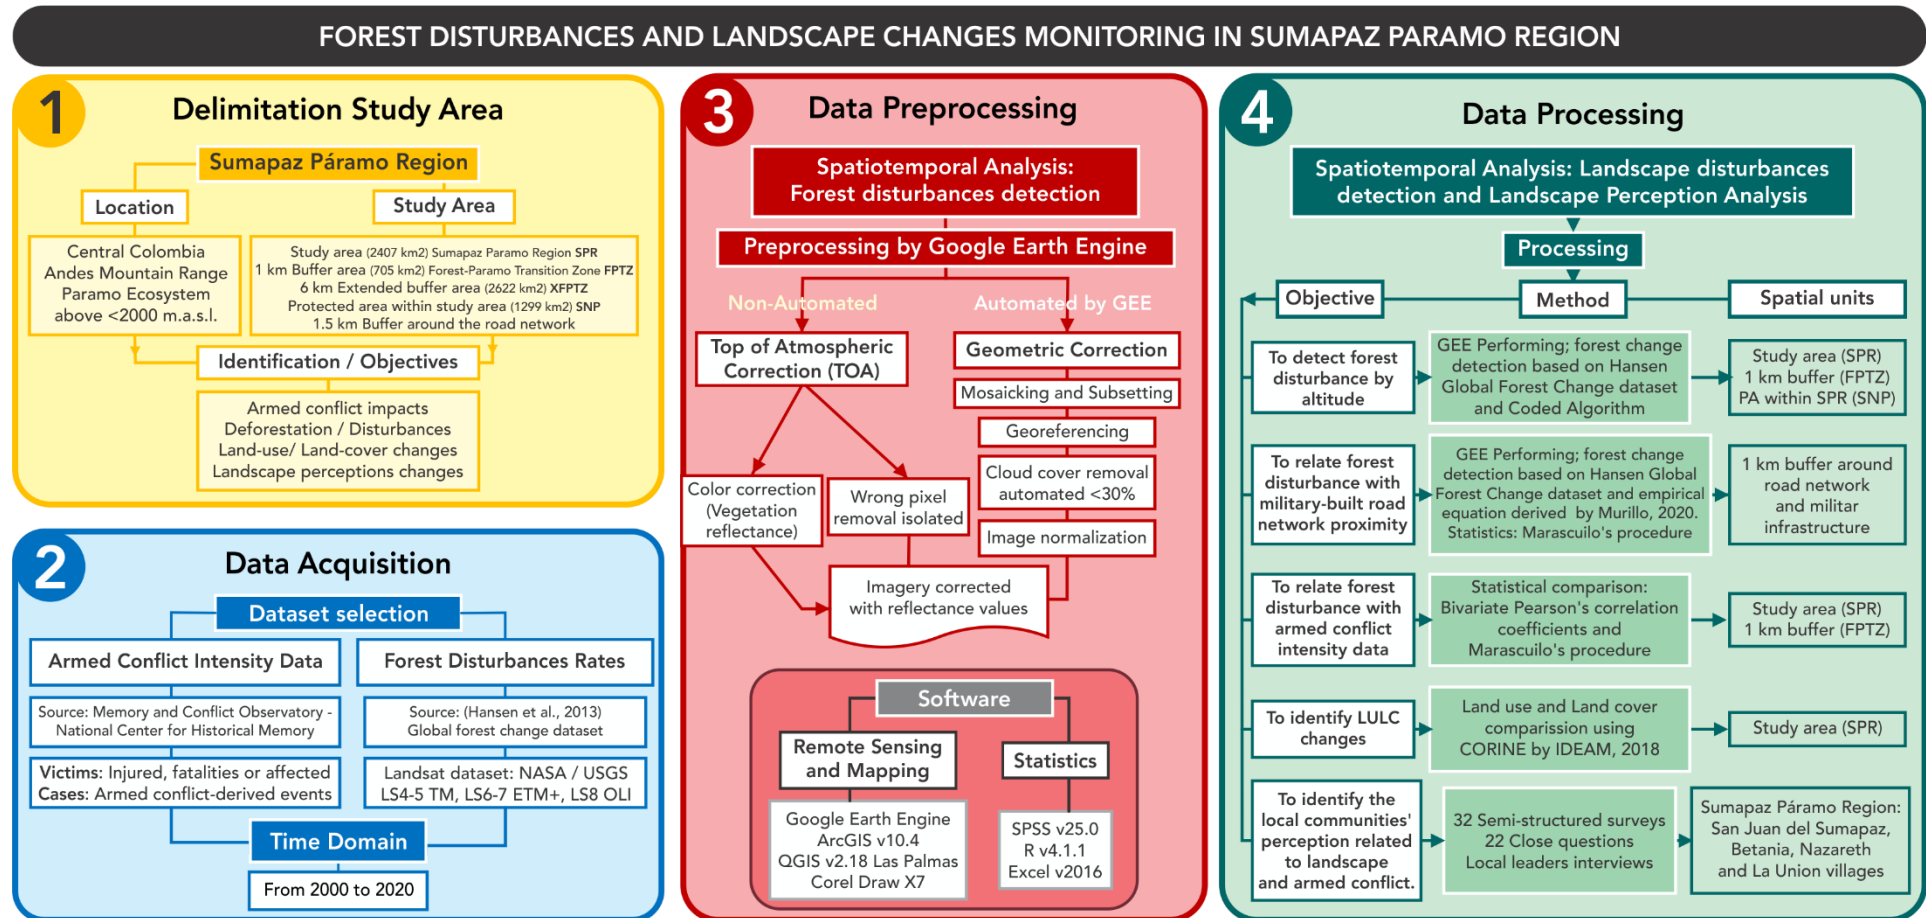 FOREST DISTURBANCES AND LANDSCAPE CHANGES MONITORING IN SUMAPAZ PARAMO REGION
1
Delimitation Study Area
Sumapaz Páramo Region
Location
Central Colombia
Andes Mountain Range
Paramo Ecosystem
above <2000 m.a.s.l.
Study Area
Study area (2407 km2) Sumapaz Paramo Region SPR
1 km Buffer area (705 km2) Forest-Paramo Transition Zone FPTZ
6 km Extended buffer area (2622 km2) XFPTZ
Protected area within study area (1299 km2) SNP
1.5 km Buffer around the road network
Identification / Objectives
Armed conflict impacts
Deforestation / Disturbances
Land-use/ Land-cover changes
Landscape perceptions changes
2
Data Acquisition
Dataset selection
Armed Conflict Intensity Data
Source: Memory and Conflict Observatory -
National Center for Historical Memory
Victims: Injured, fatalities or affected
Cases: Armed conflict-derived events
Forest Disturbances Rates
Source: (Hansen et al., 2013)
Global forest change dataset
Landsat dataset: NASA / USGS
LS4-5 TM, LS6-7 ETM+, LS8 OLI
Time Domain
From 2000 to 2020
3
Data Preprocessing
Spatiotemporal Analysis:
Forest disturbances detection
Preprocessing by Google Earth Engine
Non-Automated
Top of Atmospheric
Correction (TOA)
Color correction
(Vegetation
reflectance)
Wrong pixel
removal isolated
Automated by GEE
Geometric Correction
Mosaicking and Subsetting
Georeferencing
Cloud cover removal
automated <30%
Image normalization
Imagery corrected
with reflectance values
Software
Remote Sensing
and Mapping
Google Earth Engine
ArcGIS v10.4
QGIS v2.18 Las Palmas
Corel Draw X7
Statistics
SPSS v25.0
R v4.1.1
Excel v2016
4
Data Processing
Spatiotemporal Analysis: Landscape disturbances
detection and Landscape Perception Analysis
Processing
Objective
Method
Spatial units
To detect forest
disturbance by
altitude
GEE Performing; forest change
detection based on Hansen
Global Forest Change dataset
and Coded Algorithm
Study area (SPR)
1 km buffer (FPTZ)
PA within SPR (SNP)
To relate forest
disturbance with
military-built road
network proximity
GEE Performing; forest change
detection based on Hansen Global
Forest Change dataset and empirical
equation derived by Murillo, 2020.
Statistics: Marascuilo's procedure
1 km buffer around
road network
and militar
infrastructure
To relate forest
disturbance with
armed conflict
intensity data
Statistical comparison:
Bivariate Pearson's correlation
coefficients and
Marascuilo's procedure
Study area (SPR)
1 km buffer (FPTZ)
To identify LULC
changes
Land use and Land cover
comparission using
CORINE by IDEAM, 2018
Study area (SPR)
To identify the
local communities'
perception related
to landscape
and armed conflict.
32 Semi-structured surveys
22 Close questions
Local leaders interviews
Sumapaz Páramo Region:
San Juan del Sumapaz,
Betania, Nazareth
and La Union villages